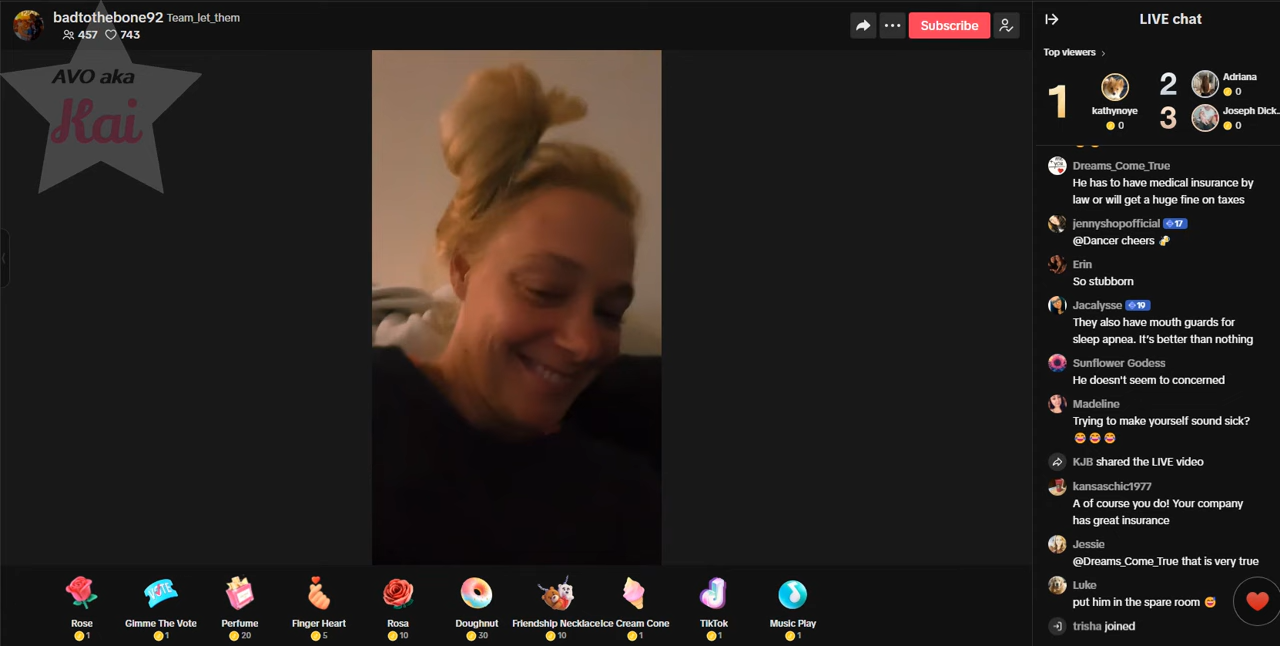 badtothebone92 Team_let_them
457 743
AVO aka
Kai
Subscribe
LIVE chat
Top viewers
1
kathynoye
0
2
Adriana
0
3
Joseph Dick..
0
Dreams_Come_True
He has to have medical insurance by
law or will get a huge fine on taxes
jennyshopofficial 17
@Dancer cheers
Erin
So stubborn
Jacalysse 19
They also have mouth guards for
sleep apnea. It's better than nothing
Sunflower Godess
He doesn't seem to concerned
Madeline
Trying to make yourself sound sick?
KJB shared the LIVE video
kansaschic1977
A of course you do! Your company
has great insurance
Jessie
@Dreams_Come_True that is very true
Luke
put him in the spare room
trisha joined
VOTE
Rose
1
Gimme The Vote
1
Perfume
20
Finger Heart
5
Rosa
10
Doughnut
30
Friendship Necklace
10
Ice Cream Cone
1
TikTok
1
Music Play
1